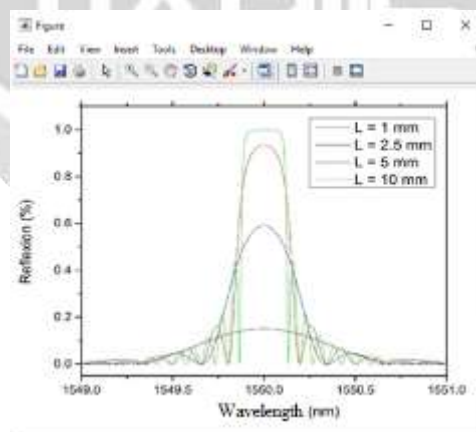 Figure
File Edit View Insert Tools Desktop Window Help
L = 1 mm
L = 2.5 mm
L = 5 mm
L = 10 mm
1.0
0.8
0.6
0.4
0.2
0.0
Reflexion (%)
1549.0 1549.5 1550.0 1550.5 1551.0
Wavelength (nm)